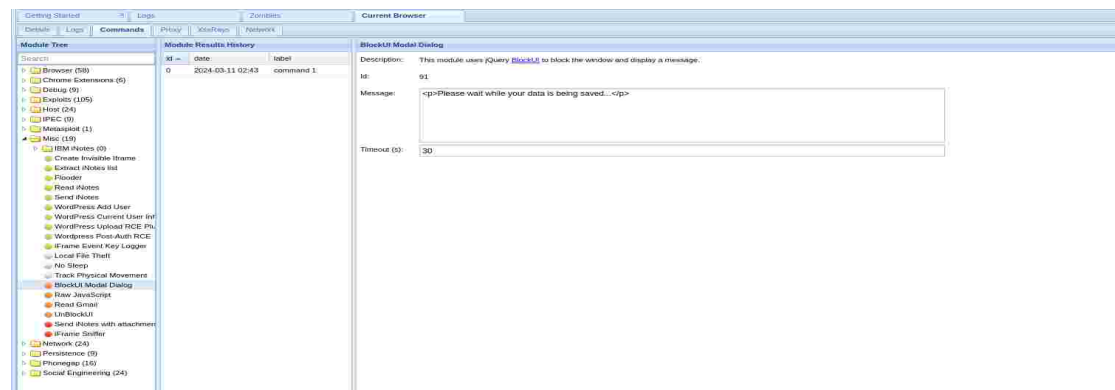 Getting Started Logs Zombies Current Browser
Details Logs Commands Proxy XssRays Network
Module Tree
Search
Browser (58)
Chrome Extensions (6)
Debug (9)
Exploits (105)
Host (24)
IPEC (9)
Metasploit (1)
Misc (19)
IBM iNotes (0)
Create Invisible Iframe
Extract iNotes list
Flooder
Read iNotes
Send iNotes
WordPress Add User
WordPress Current User Inf
WordPress Upload RCE Plu
Wordpress Post-Auth RCE
iFrame Event Key Logger
Local File Theft
No Sleep
Track Physical Movement
BlockUI Modal Dialog
Raw JavaScript
Read Gmail
UnBlockUI
Send iNotes with attachmen
iFrame Sniffer
Network (24)
Persistence (9)
Phonegap (16)
Social Engineering (24)
Module Results History
id date label
0 2024-03-11 02:43 command 1
BlockUI Modal Dialog
Description: This module uses jQuery BlockUI to block the window and display a message.
Id: 91
Message: <p>Please wait while your data is being saved...</p>
Timeout (s): 30